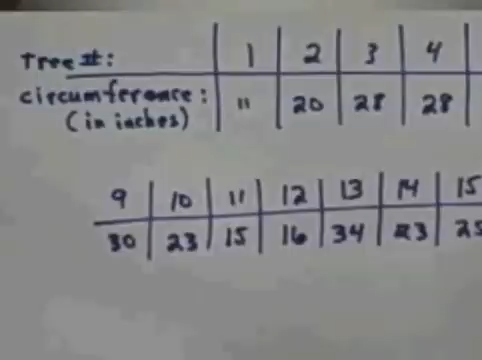 Tree #: 1 2 3 4
circumference: 11 20 28 28
(in inches)
9 10 11 12 13 14 15
30 23 15 16 34 23 25